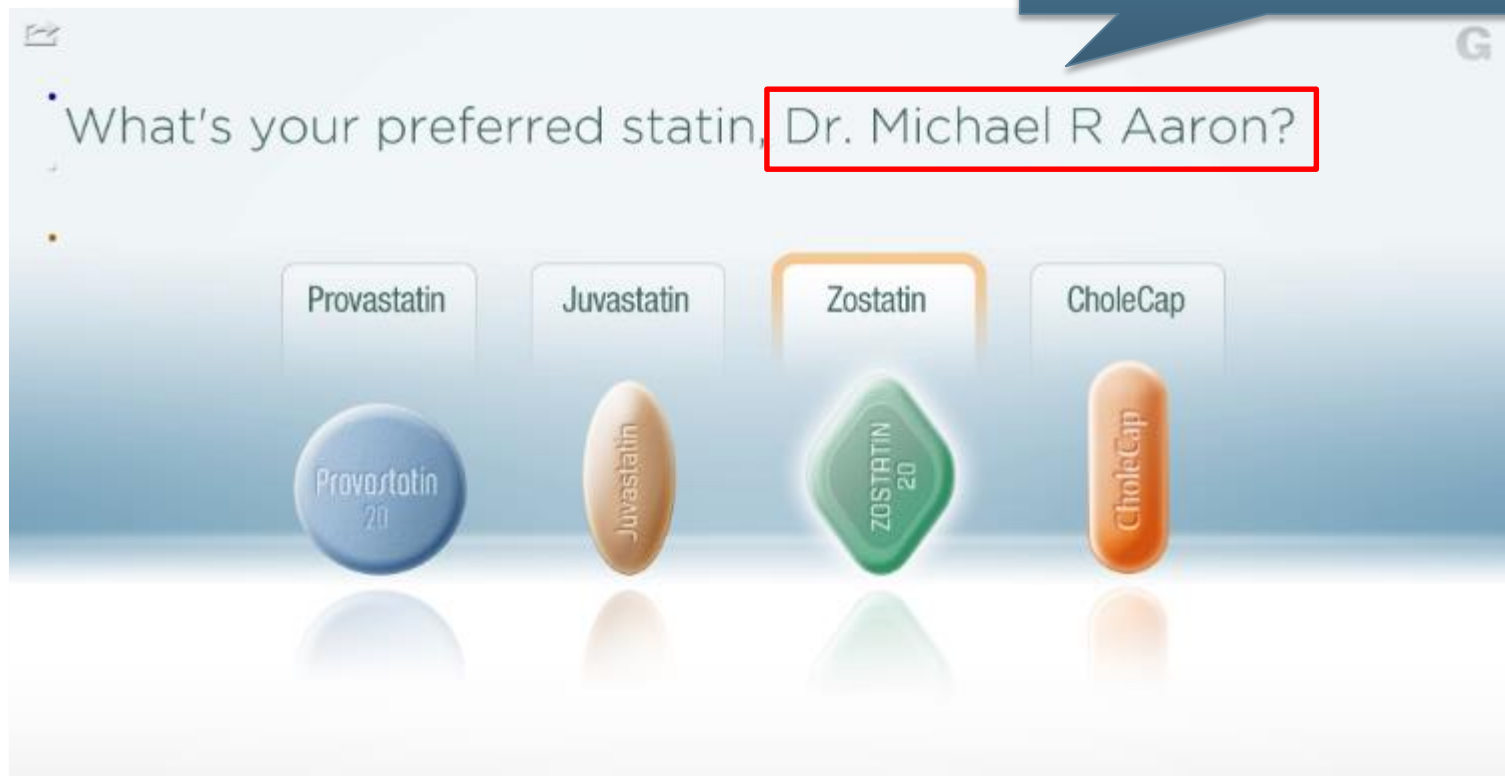 G
What's your preferred statin, Dr. Michael R Aaron?
Provastatin Juvastatin Zostatin CholeCap
Provastatin
20
Juvastatin
ZOSTATIN
20
CholeCap